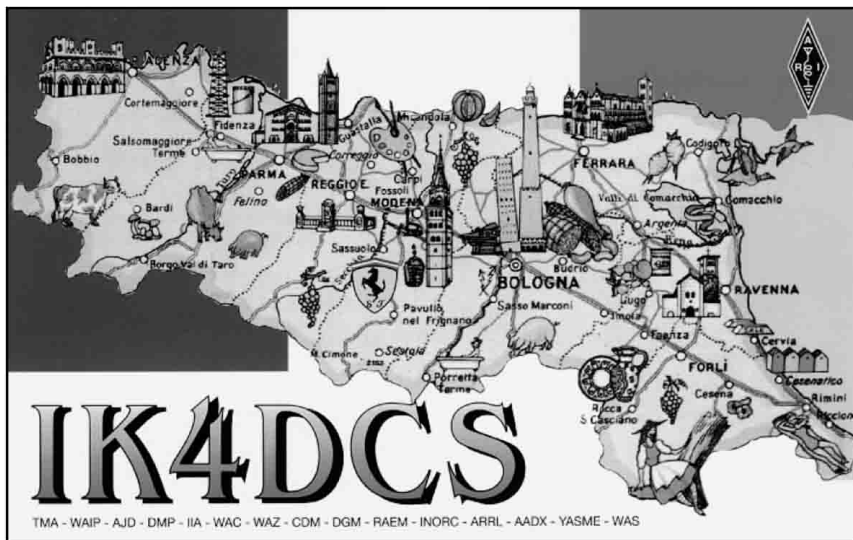 A
R I
Cortemaggiore
Fidenza
Guastalla
Salsomaggiore
Terme
Bobbio
PARMA
Correggio
Carpi
Fossoli
FERRARA
Codigoro
REGGIO E.
MODENA
Comacchio
Valli di Comacchio
Argenta
Bardi
Felino
Sassuolo
Secchia
Borgo Val di Taro
S F
Budrio
BOLOGNA
Lugo
RAVENNA
Pavullo
nel Frignano
Sasso Marconi
Imola
Faenza
Cervia
M. Cimone
Sestola
Porretta
Terme
FORLÌ
Cesenatico
Cesena
Rimini
Rocca
S. Casciano
IK4DCS
TMA - WAIP - AJD - DMP - IIA - WAC - WAZ - CDM - DGM - RAEM - INORC - ARRL - AADX - YASME - WAS